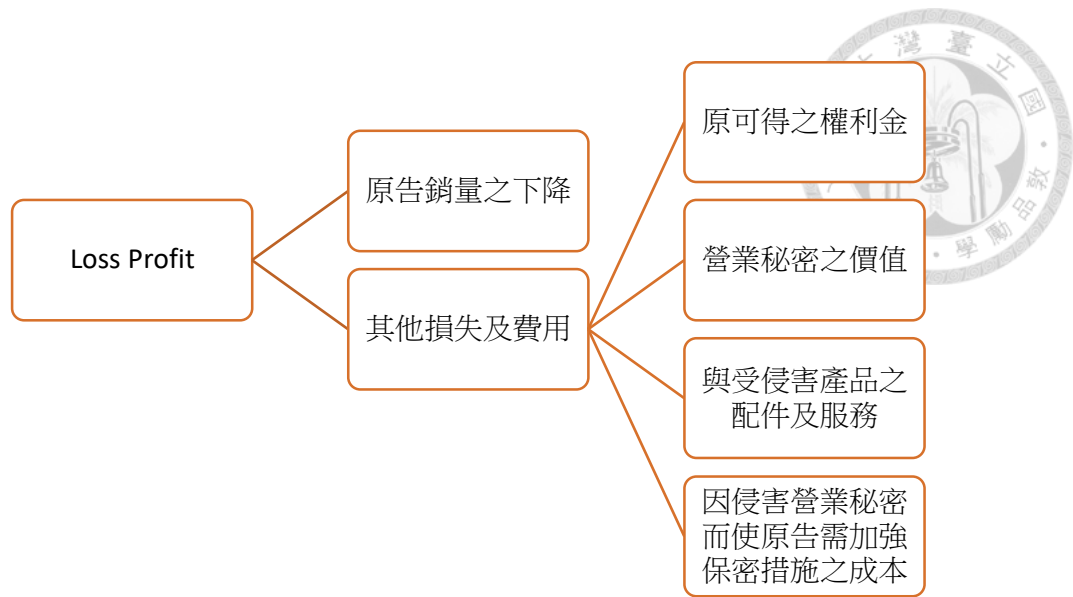 Loss Profit
原告銷量之下降
其他損失及費用
原可得之權利金
營業秘密之價值
與受侵害產品之
配件及服務
因侵害營業秘密
而使原告需加強
保密措施之成本